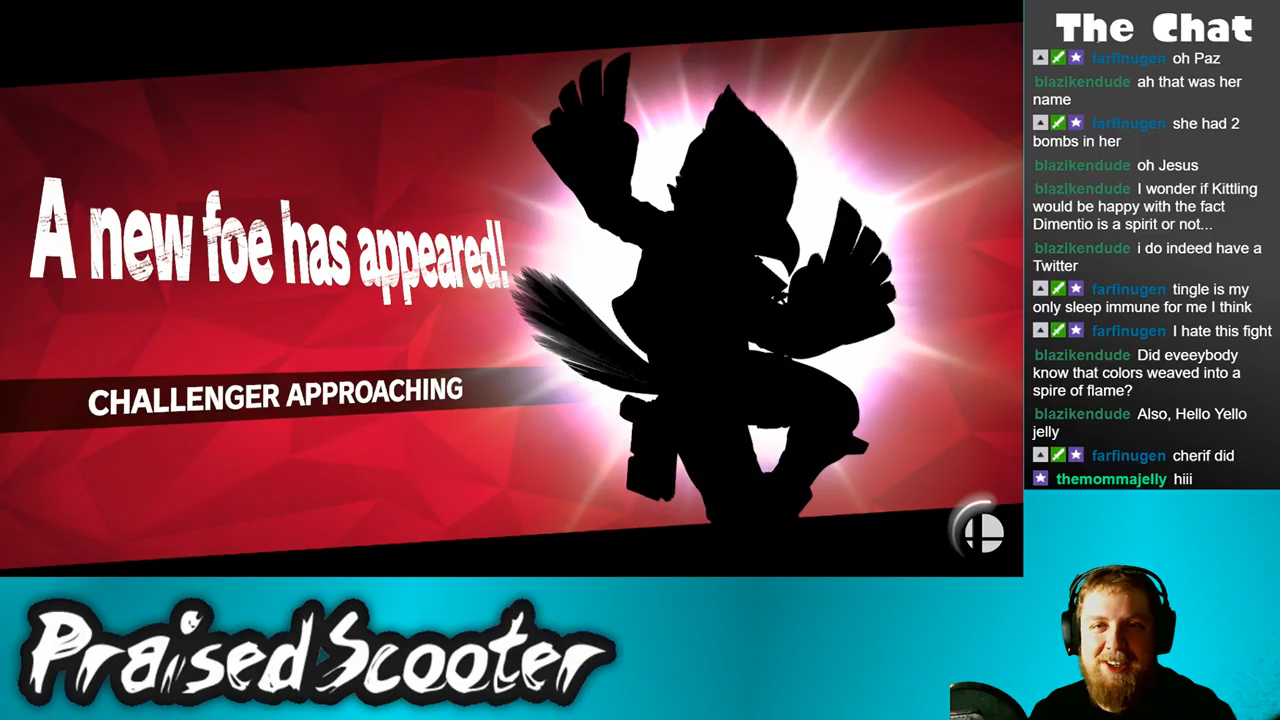 A new foe has appeared!
CHALLENGER APPROACHING
The Chat
farfinugen oh Paz
blazikendude ah that was her
name
farfinugen she had 2
bombs in her
blazikendude oh Jesus
blazikendude I wonder if Kittling
would be happy with the fact
Dimentio is a spirit or not...
blazikendude i do indeed have a
Twitter
farfinugen tingle is my
only sleep immune for me I think
farfinugen I hate this fight
blazikendude Did eveeybody
know that colors weaved into a
spire of flame?
blazikendude Also, Hello Yello
jelly
farfinugen cherif did
themommajelly hiii
PraisedScooter